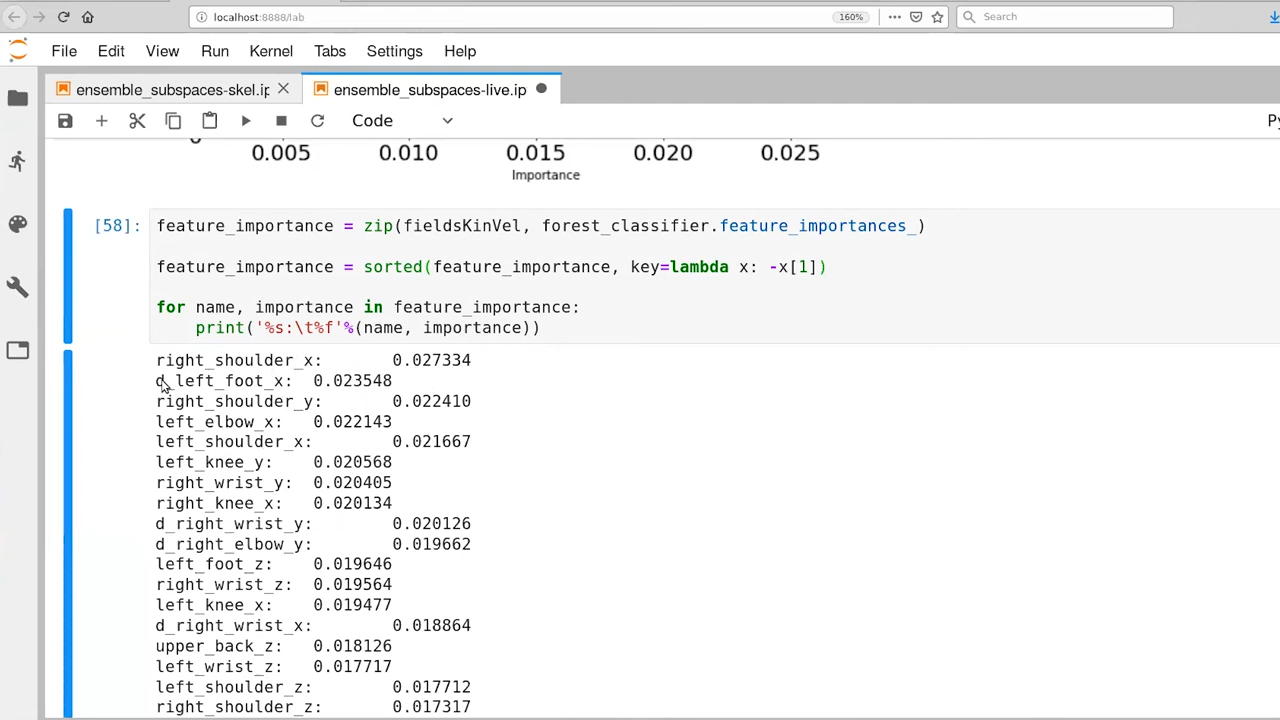 localhost:8888/lab
160%
Search
File Edit View Run Kernel Tabs Settings Help
ensemble_subspaces-skel.ip
ensemble_subspaces-live.ip
Code
0.005 0.010 0.015 0.020 0.025
Importance
[58]: feature_importance = zip(fieldsKinVel, forest_classifier.feature_importances_)
feature_importance = sorted(feature_importance, key=lambda x: -x[1])
for name, importance in feature_importance:
print('%s:\t%f'%(name, importance))
right_shoulder_x: 0.027334
d_left_foot_x: 0.023548
right_shoulder_y: 0.022410
left_elbow_x: 0.022143
left_shoulder_x: 0.021667
left_knee_y: 0.020568
right_wrist_y: 0.020405
right_knee_x: 0.020134
d_right_wrist_y: 0.020126
d_right_elbow_y: 0.019662
left_foot_z: 0.019646
right_wrist_z: 0.019564
left_knee_x: 0.019477
d_right_wrist_x: 0.018864
upper_back_z: 0.018126
left_wrist_z: 0.017717
left_shoulder_z: 0.017712
right_shoulder_z: 0.017317